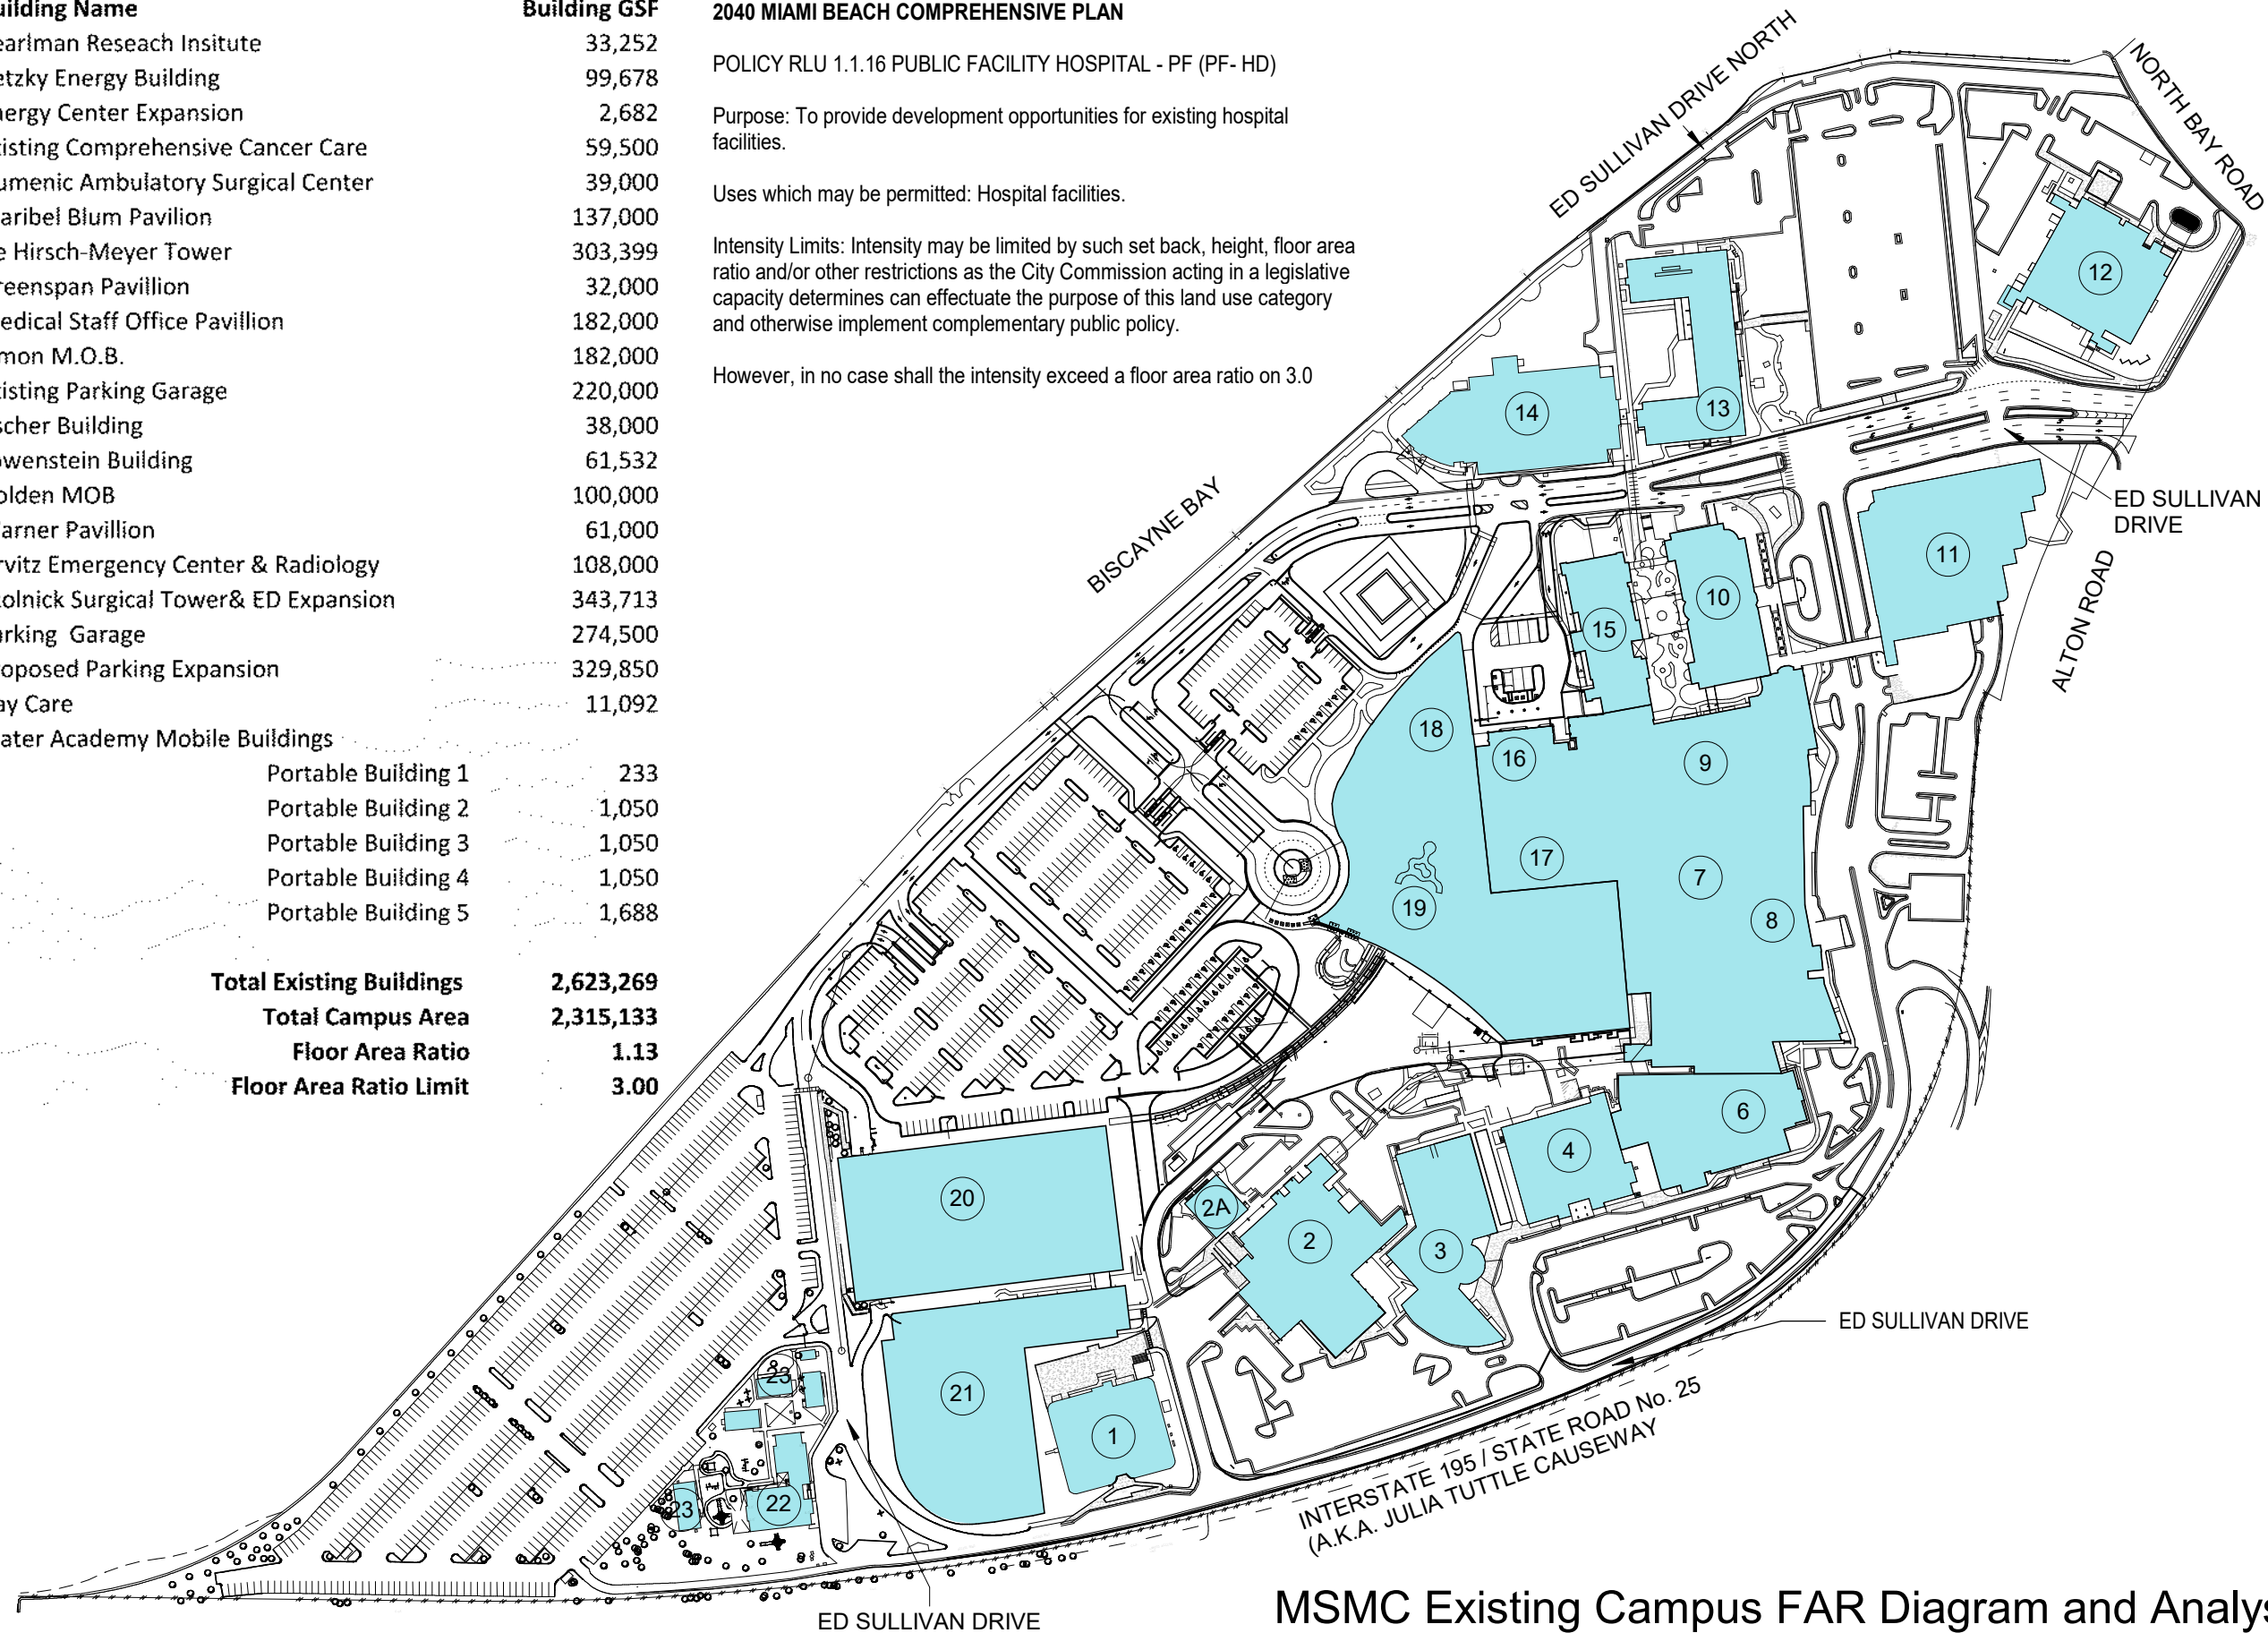 uilding Name Building GSF
earlman Reseach Insitute 33,252
etzky Energy Building 99,678
nergy Center Expansion 2,682
xisting Comprehensive Cancer Care 59,500
umenic Ambulatory Surgical Center 39,000
aribel Blum Pavilion 137,000
e Hirsch-Meyer Tower 303,399
reenspan Pavillion 32,000
edical Staff Office Pavillion 182,000
mon M.O.B. 182,000
xisting Parking Garage 220,000
scher Building 38,000
owenstein Building 61,532
olden MOB 100,000
arner Pavillion 61,000
rvitz Emergency Center & Radiology 108,000
kolnick Surgical Tower& ED Expansion 343,713
arking Garage 274,500
roposed Parking Expansion 329,850
ay Care 11,092
ater Academy Mobile Buildings
Portable Building 1 233
Portable Building 2 1,050
Portable Building 3 1,050
Portable Building 4 1,050
Portable Building 5 1,688
Total Existing Buildings 2,623,269
Total Campus Area 2,315,133
Floor Area Ratio 1.13
Floor Area Ratio Limit 3.00
2040 MIAMI BEACH COMPREHENSIVE PLAN
POLICY RLU 1.1.16 PUBLIC FACILITY HOSPITAL - PF (PF- HD)
Purpose: To provide development opportunities for existing hospital
facilities.
Uses which may be permitted: Hospital facilities.
Intensity Limits: Intensity may be limited by such set back, height, floor area
ratio and/or other restrictions as the City Commission acting in a legislative
capacity determines can effectuate the purpose of this land use category
and otherwise implement complementary public policy.
However, in no case shall the intensity exceed a floor area ratio on 3.0
ED SULLIVAN DRIVE NORTH
NORTH BAY ROAD
12
13
14
ED SULLIVAN
DRIVE
BISCAYNE BAY
11
10
15
ALTON ROAD
18
16
9
17
7
19
8
6
4
20
2A
2
3
ED SULLIVAN DRIVE
23
21
1
22
23
INTERSTATE 195 / STATE ROAD No. 25
(A.K.A. JULIA TUTTLE CAUSEWAY
ED SULLIVAN DRIVE
MSMC Existing Campus FAR Diagram and Analys